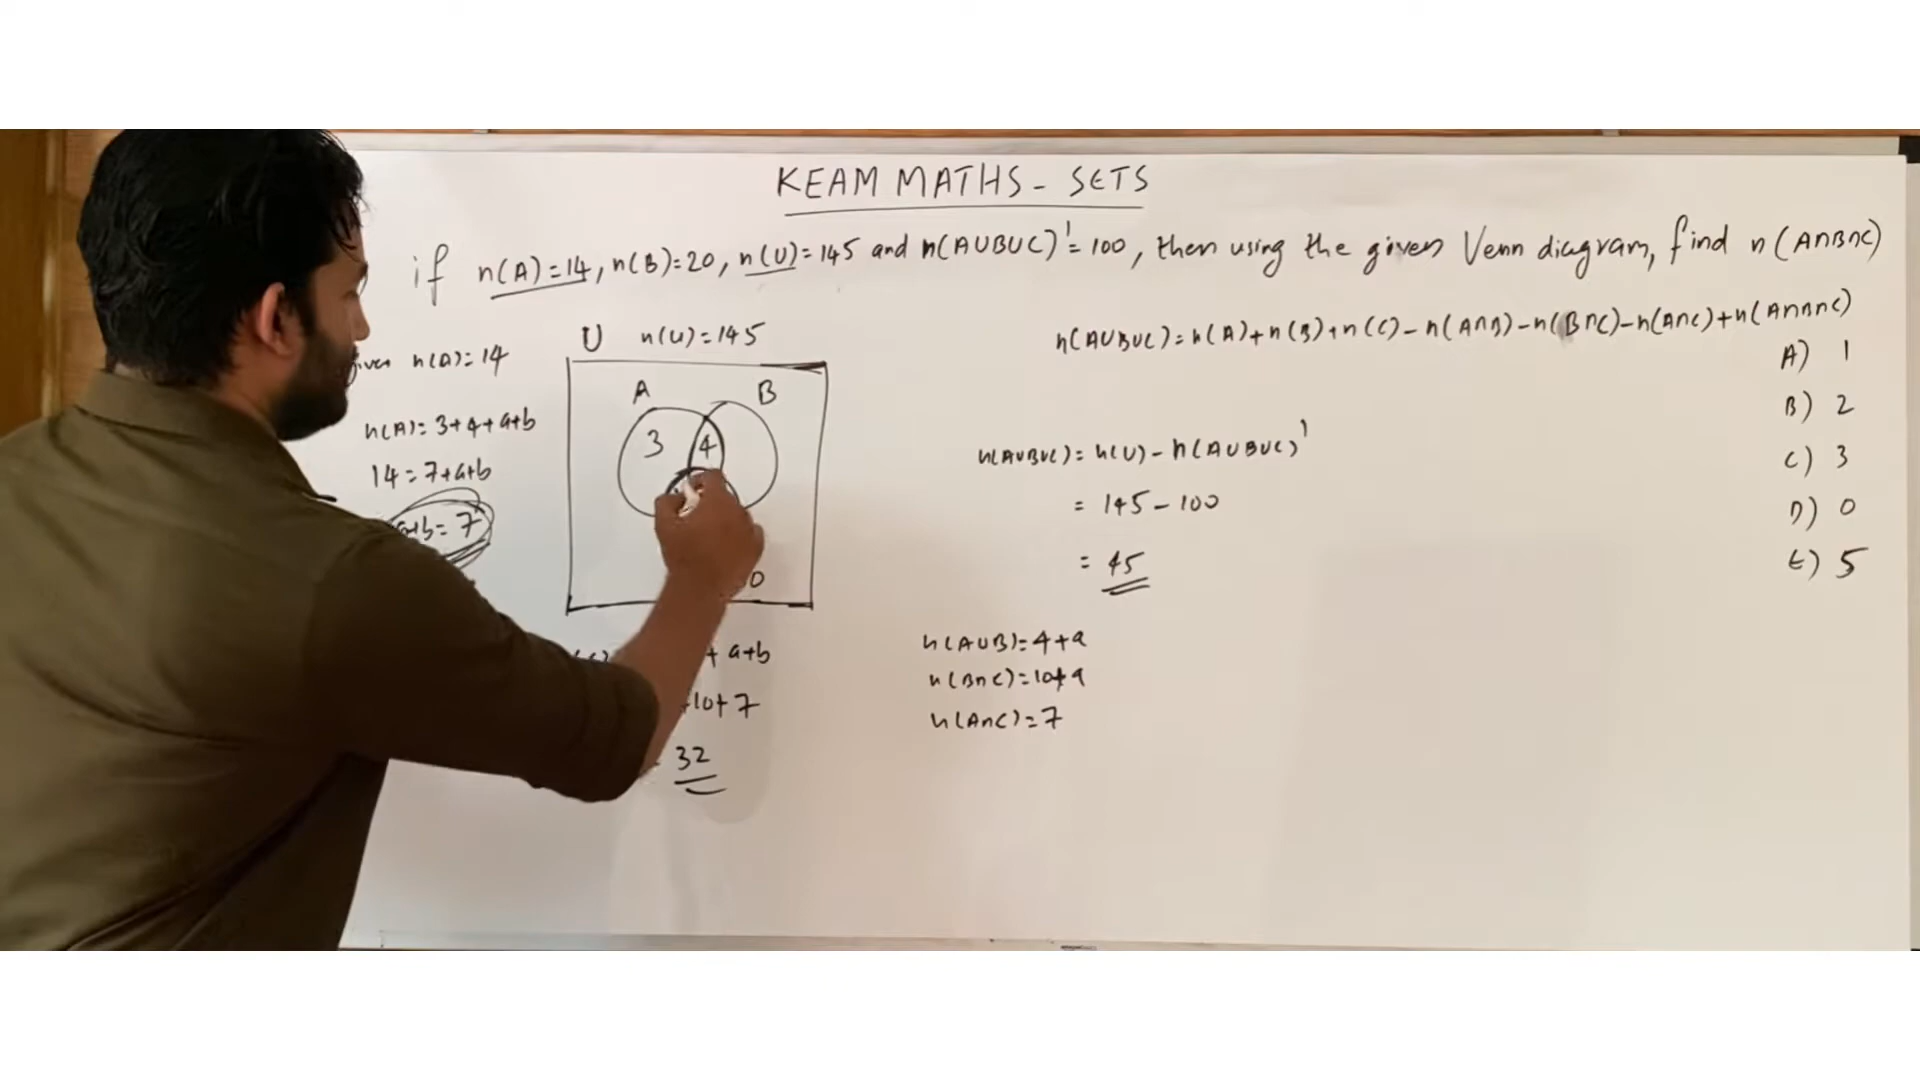 KEAM MATHS - SETS
if n(A)=14, n(B)=20, n(U)=145 and n(AUBUC)'=100, then using the given Venn diagram, find n(A∩B∩C)
n(AUBUC)=n(A)+n(B)+n(C)-n(A∩B)-n(B∩C)-n(A∩C)+n(A∩B∩C)
A) 1
B) 2
C) 3
D) 0
E) 5
n(A)=14
n(A)=3+4+a+b
14=7+a+b
a+b=7
U n(U)=145
A
B
3
4
0
+ a+b
+10+7
32
n(AUBUC)=n(U)-n(AUBUC)'
= 145-100
= 45
n(AUB)=4+a
n(B∩C)=10+a
n(A∩C)=7